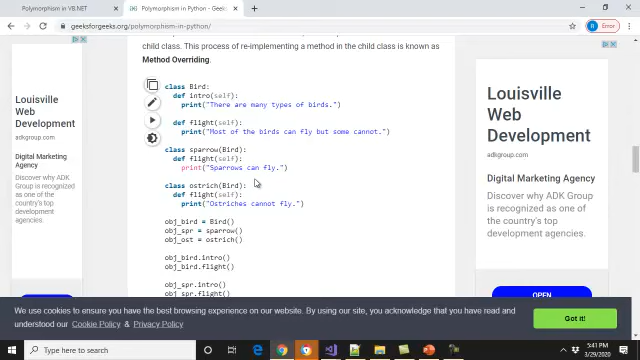 Polymorphism in VB.NET
Polymorphism in Python - Geeks
geeksforgeeks.org/polymorphism-in-python/
Error
child class. This process of re-implementing a method in the child class is known as
Method Overriding.
Louisville
Web
Development
adkgroup.com
Digital Marketing
Agency
Discover why ADK
Group is
recognized as one
of the country's top
development
agencies.
class Bird:
def intro(self):
print("There are many types of birds.")
def flight(self):
print("Most of the birds can fly but some cannot.")
class sparrow(Bird):
def flight(self):
print("Sparrows can fly.")
class ostrich(Bird):
def flight(self):
print("Ostriches cannot fly.")
obj_bird = Bird()
obj_spr = sparrow()
obj_ost = ostrich()
obj_bird.intro()
obj_bird.flight()
obj_spr.intro()
obj_spr.flight()
Louisville
Web
Development
adkgroup.com
Digital Marketing Agency
Discover why ADK Group
is recognized as one of
the country's top
development agencies.
OPEN
We use cookies to ensure you have the best browsing experience on our website. By using our site, you acknowledge that you have read and
understood our Cookie Policy & Privacy Policy
Got it!
Type here to search
5:41 PM
3/29/2020